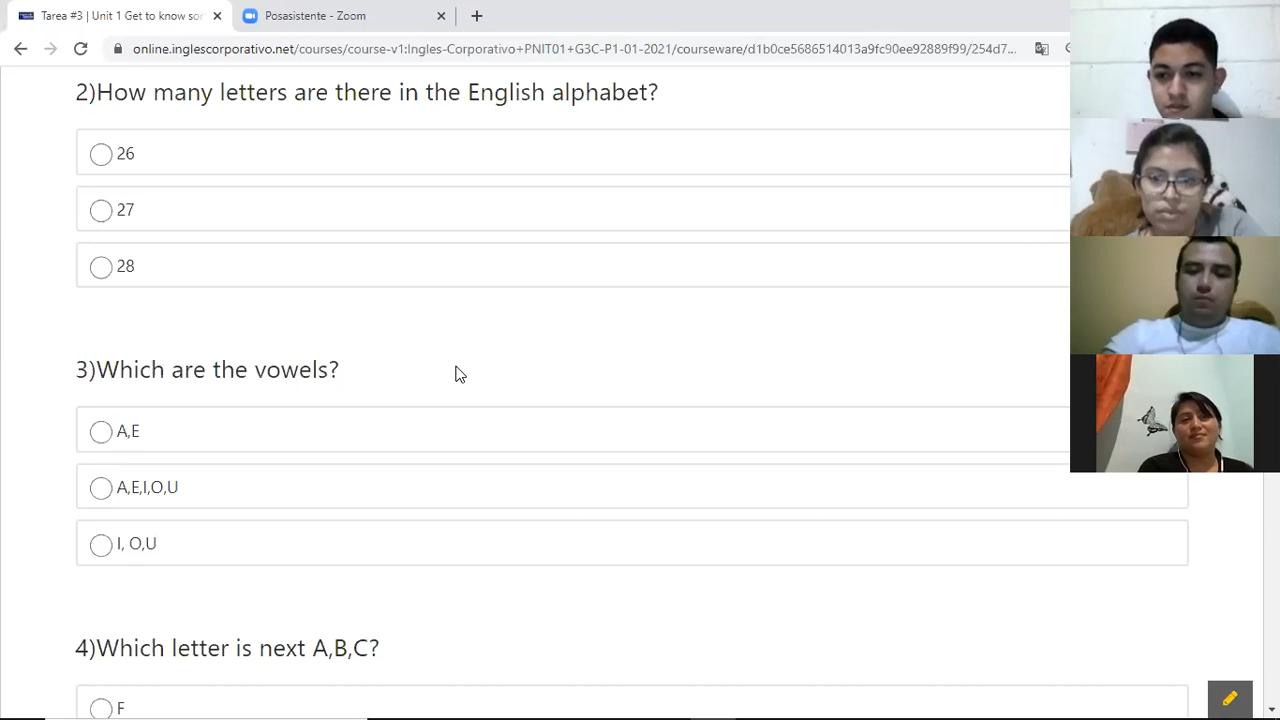 Tarea #3 | Unit 1 Get to know so
Posasistente - Zoom
online.inglescorporativo.net/courses/course-v1:Ingles-Corporativo+PNIT01+G3C-P1-01-2021/courseware/d1b0ce5686514013a9fc90ee92889f99/254d7...
2)How many letters are there in the English alphabet?
26
27
28
3)Which are the vowels?
A,E
A,E,I,O,U
I, O,U
4)Which letter is next A,B,C?
F